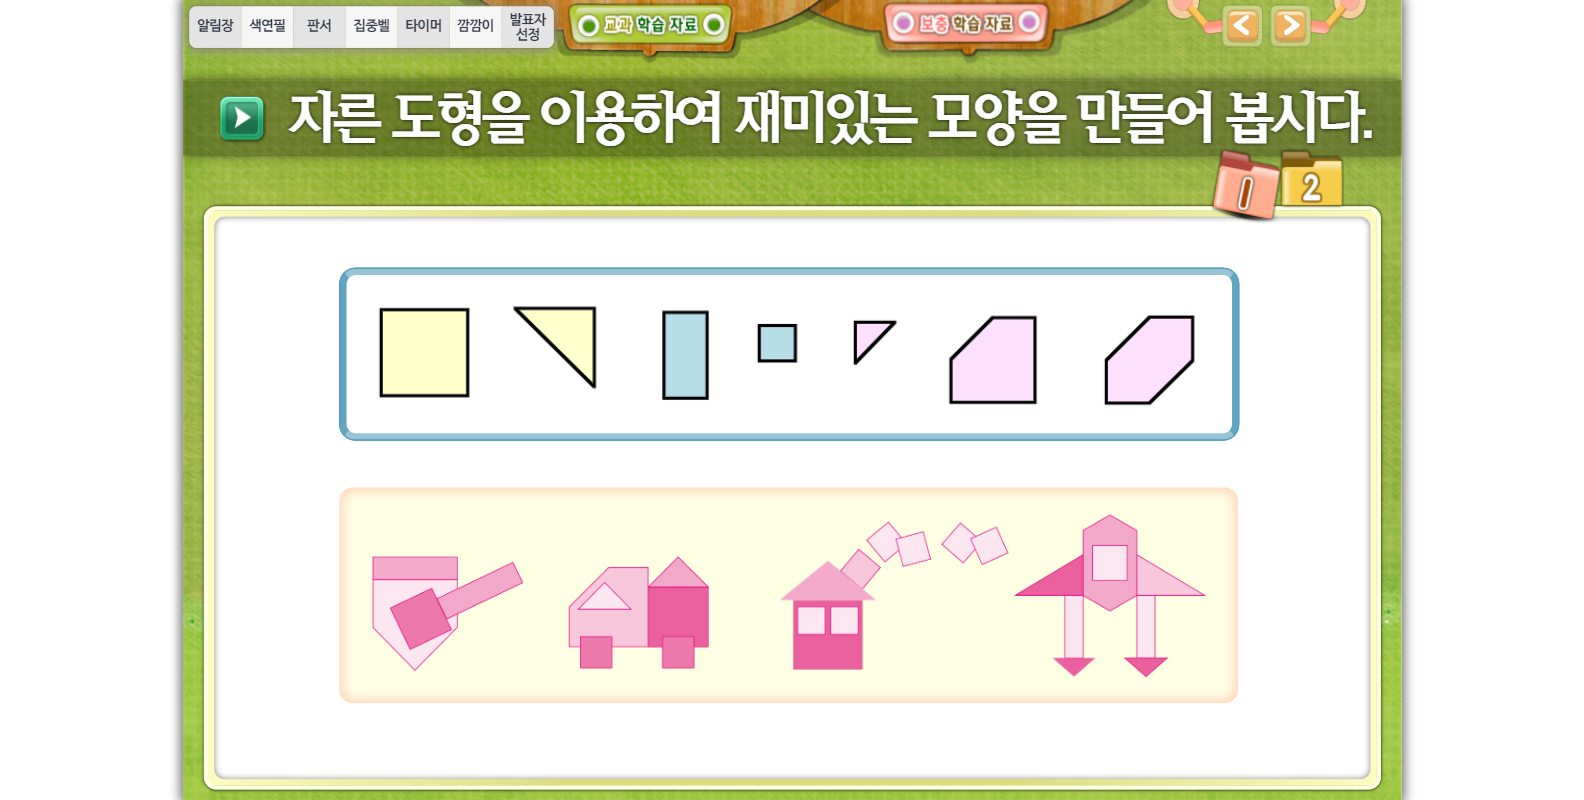 알림장 색연필 판서 집중벨 타이머 깜깜이 발표자
선정
교과 학습 자료 보충 학습 자료
자른 도형을 이용하여 재미있는 모양을 만들어 봅시다.
1 2